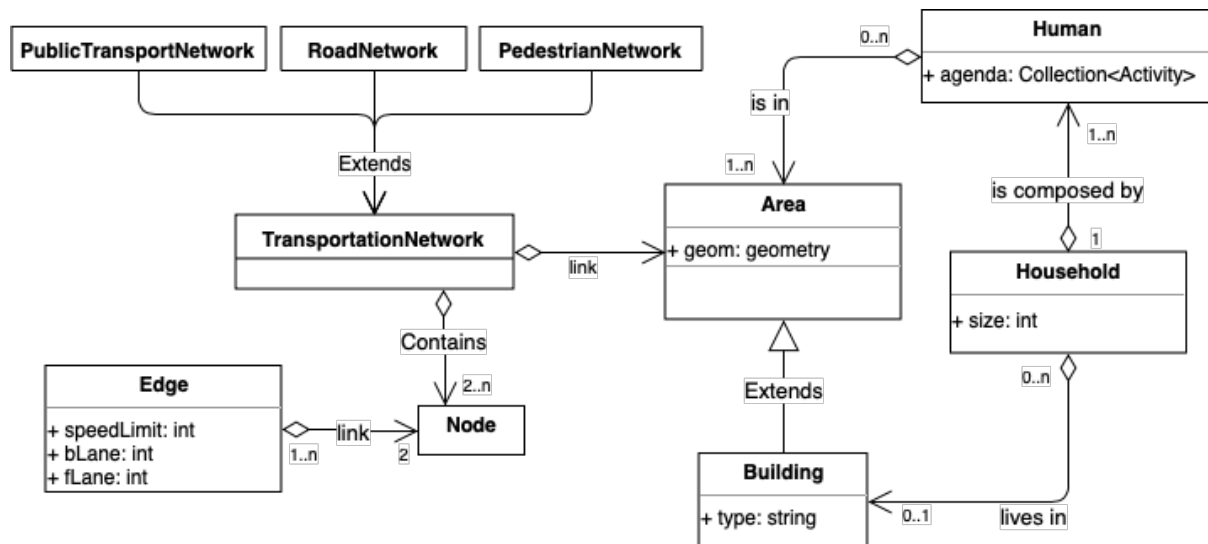 PublicTransportNetwork
RoadNetwork
PedestrianNetwork
Extends
TransportationNetwork
link
Contains
2..n
Edge
+ speedLimit: int
+ bLane: int
+ fLane: int
1..n
link
2
Node
Human
+ agenda: Collection<Activity>
0..n
is in
1..n
Area
+ geom: geometry
1..n
is composed by
1
Household
+ size: int
0..n
lives in
0..1
Extends
Building
+ type: string